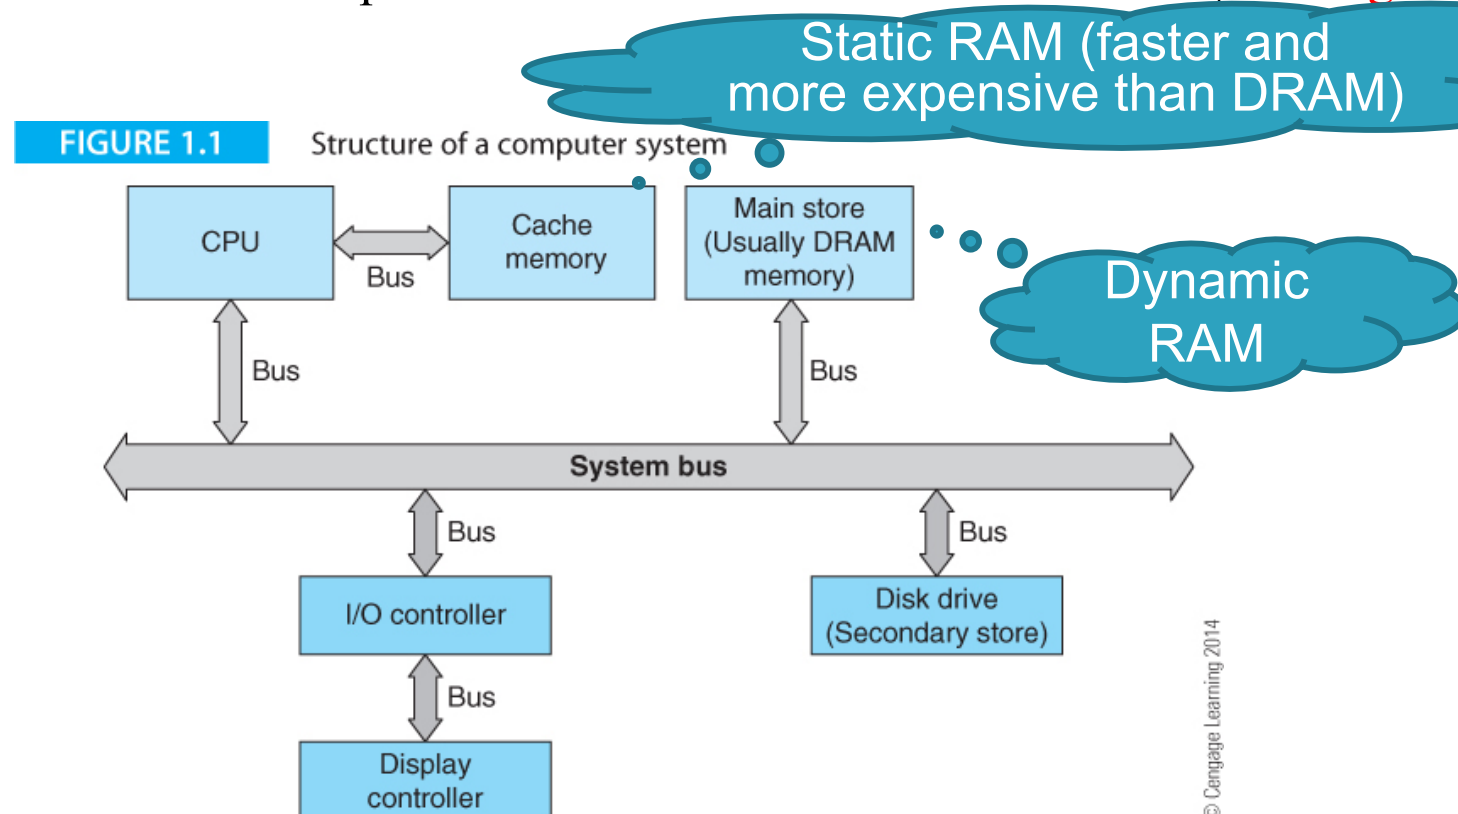 Static RAM (faster and
more expensive than DRAM)
FIGURE 1.1 Structure of a computer system
CPU
Bus
Cache
memory
Main store
(Usually DRAM
memory)
Dynamic
RAM
Bus
Bus
System bus
Bus
Bus
I/O controller
Disk drive
(Secondary store)
Bus
Display
controller
© Cengage Learning 2014